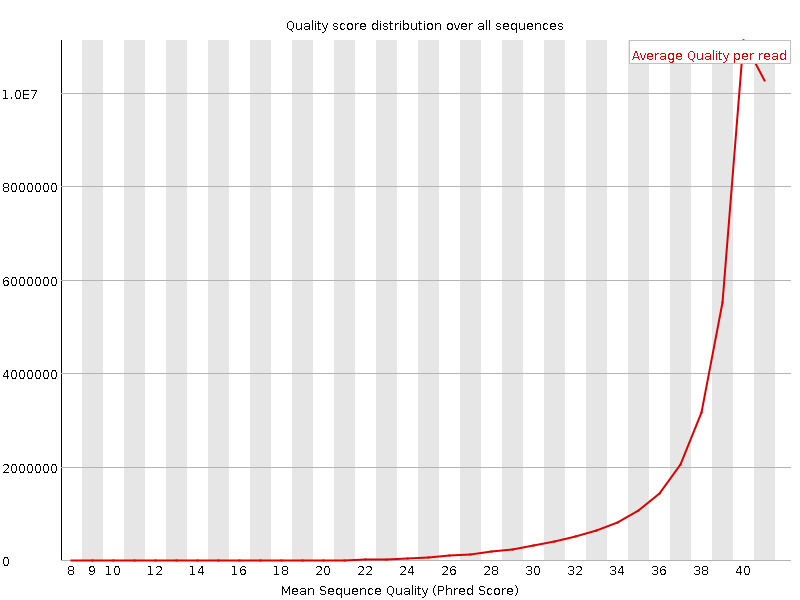 Quality score distribution over all sequences
Average Quality per read
1.0E7
8000000
6000000
4000000
2000000
0
8 9 10 12 14 16 18 20 22 24 26 28 30 32 34 36 38 40
Mean Sequence Quality (Phred Score)